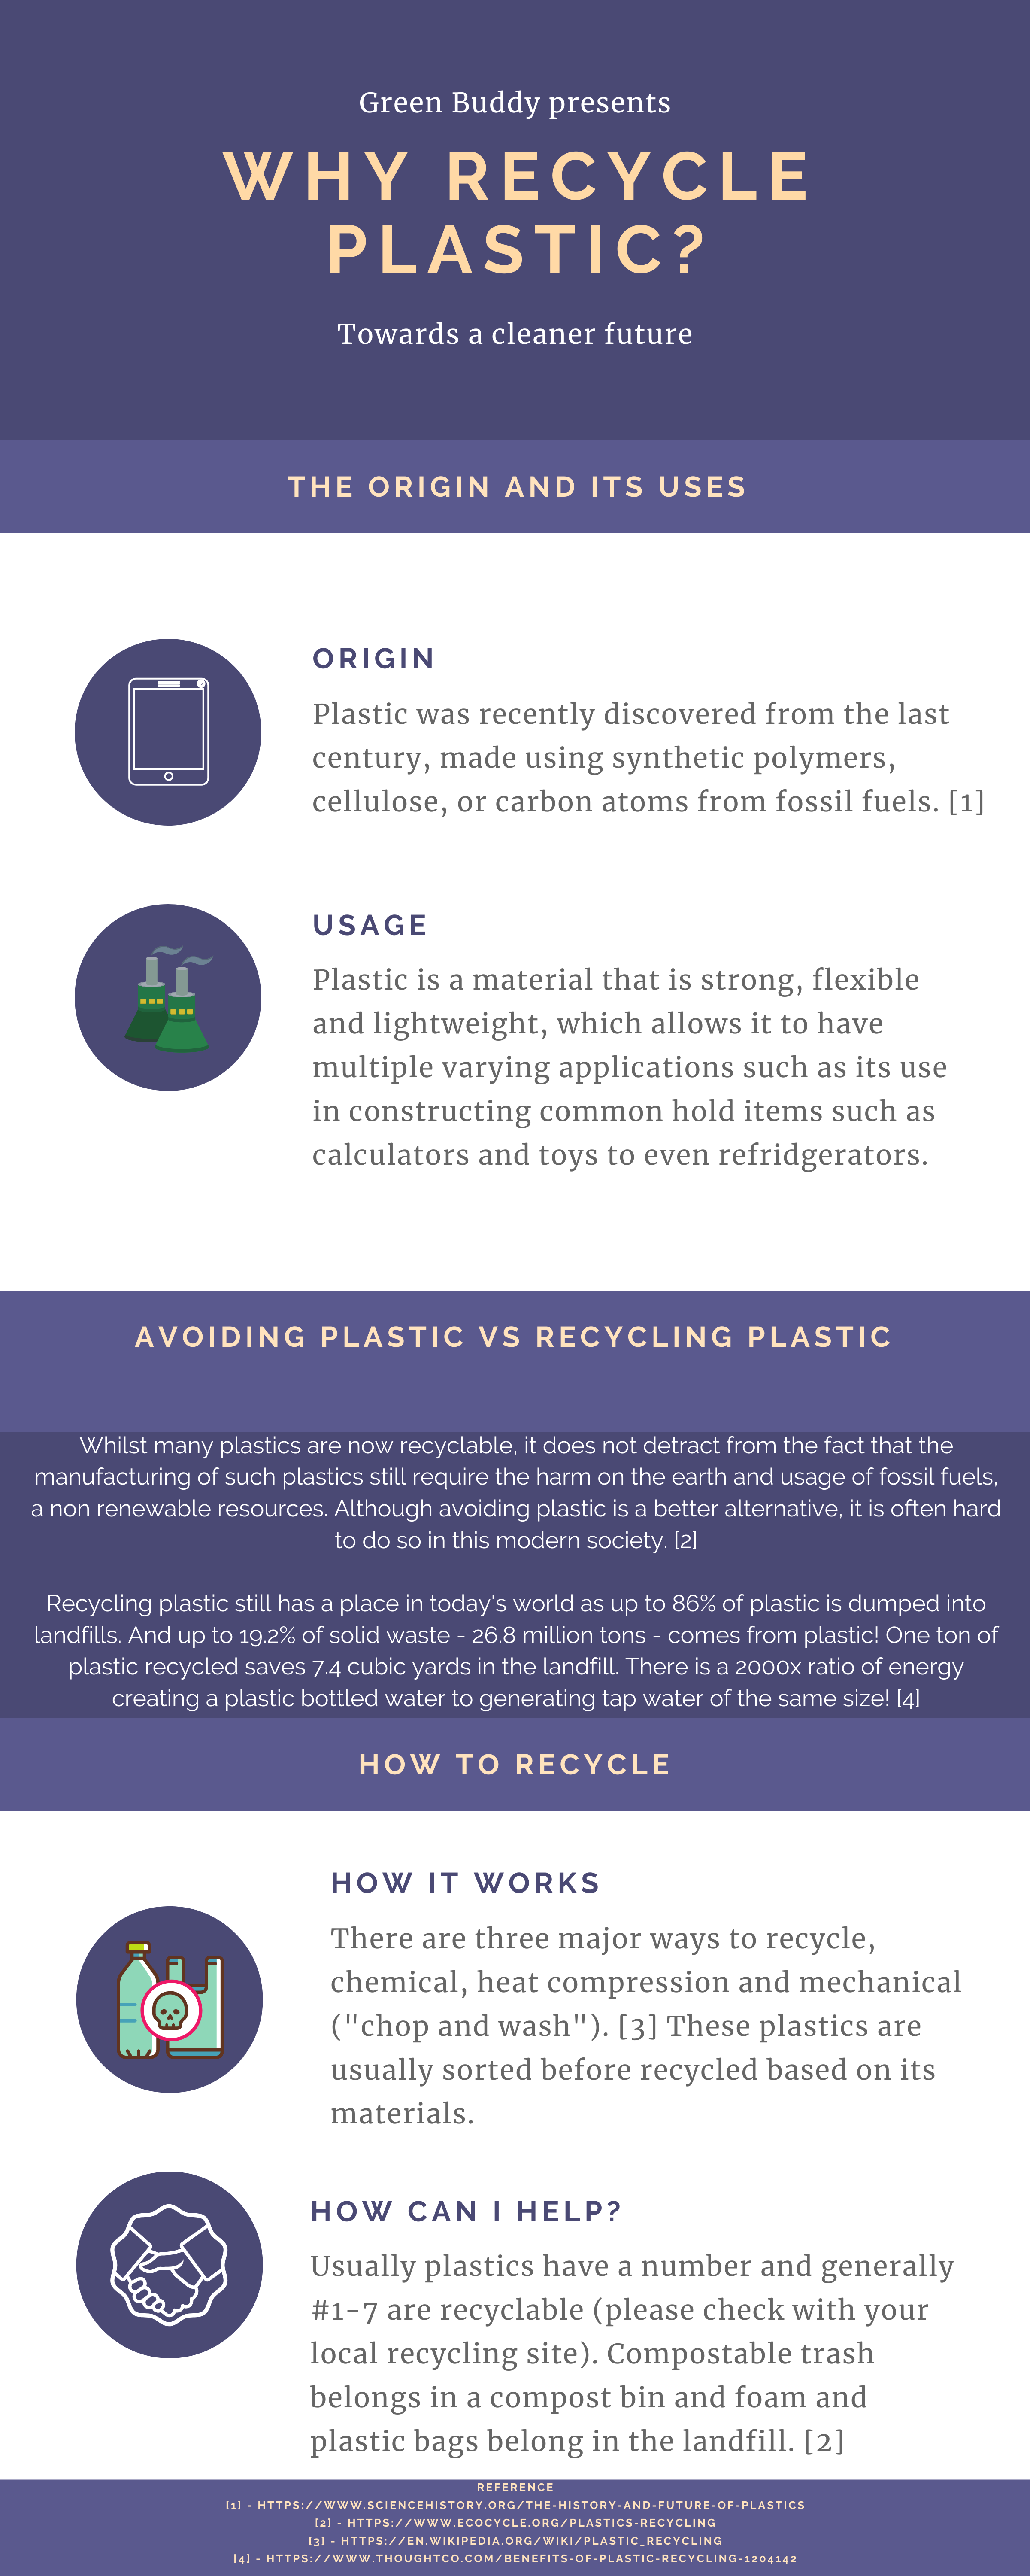 Green Buddy presents
WHY RECYCLE
PLASTIC?
Towards a cleaner future
THE ORIGIN AND ITS USES
ORIGIN
Plastic was recently discovered from the last
century, made using synthetic polymers,
cellulose, or carbon atoms from fossil fuels. [1]
USAGE
Plastic is a material that is strong, flexible
and lightweight, which allows it to have
multiple varying applications such as its use
in constructing common hold items such as
calculators and toys to even refridgerators.
AVOIDING PLASTIC VS RECYCLING PLASTIC
Whilst many plastics are now recyclable, it does not detract from the fact that the
manufacturing of such plastics still require the harm on the earth and usage of fossil fuels,
a non renewable resources. Although avoiding plastic is a better alternative, it is often hard
to do so in this modern society. [2]
Recycling plastic still has a place in today's world as up to 86% of plastic is dumped into
landfills. And up to 19.2% of solid waste - 26.8 million tons - comes from plastic! One ton of
plastic recycled saves 7.4 cubic yards in the landfill. There is a 2000x ratio of energy
creating a plastic bottled water to generating tap water of the same size! [4]
HOW TO RECYCLE
HOW IT WORKS
There are three major ways to recycle,
chemical, heat compression and mechanical
("chop and wash"). [3] These plastics are
usually sorted before recycled based on its
materials.
HOW CAN I HELP?
Usually plastics have a number and generally
#1-7 are recyclable (please check with your
local recycling site). Compostable trash
belongs in a compost bin and foam and
plastic bags belong in the landfill. [2]
REFERENCE
[1] - HTTPS://WWW.SCIENCEHISTORY.ORG/THE-HISTORY-AND-FUTURE-OF-PLASTICS
[2] - HTTPS://WWW.ECOCYCLE.ORG/PLASTICS-RECYCLING
[3] - HTTPS://EN.WIKIPEDIA.ORG/WIKI/PLASTIC_RECYCLING
[4] - HTTPS://WWW.THOUGHTCO.COM/BENEFITS-OF-PLASTIC-RECYCLING-1204142